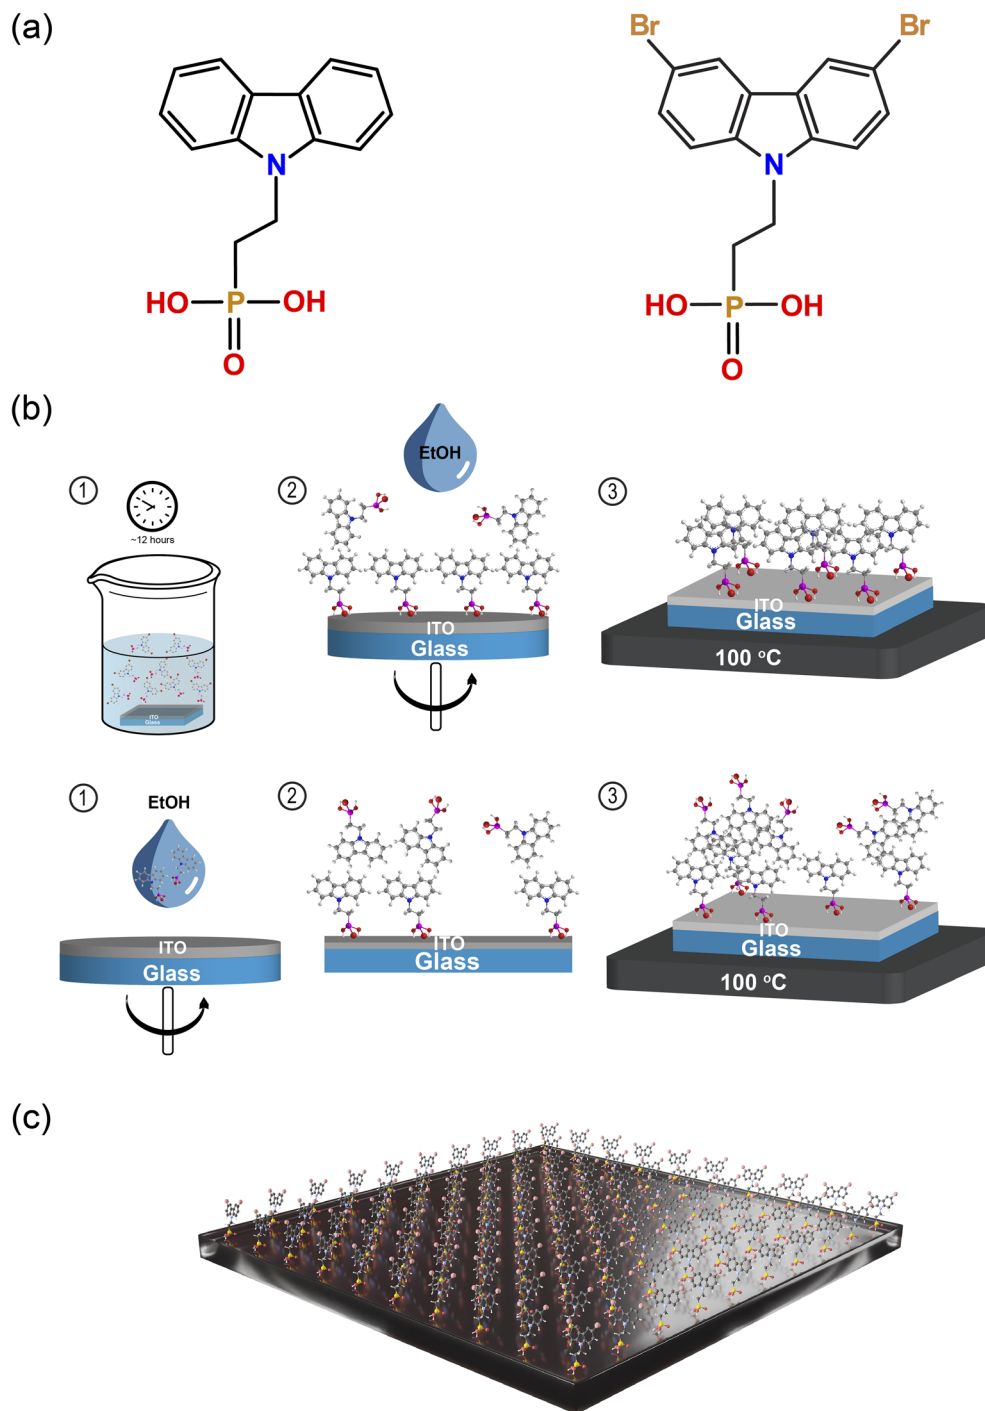 (a)
Br Br
N N
HO P OH HO P OH
O O
(b)
① ② ③
~12 hours
EtOH
ITO
Glass
ITO
Glass
ITO
Glass
100 °C
① ② ③
EtOH
ITO
Glass
ITO
Glass
ITO
Glass
100 °C
(c)